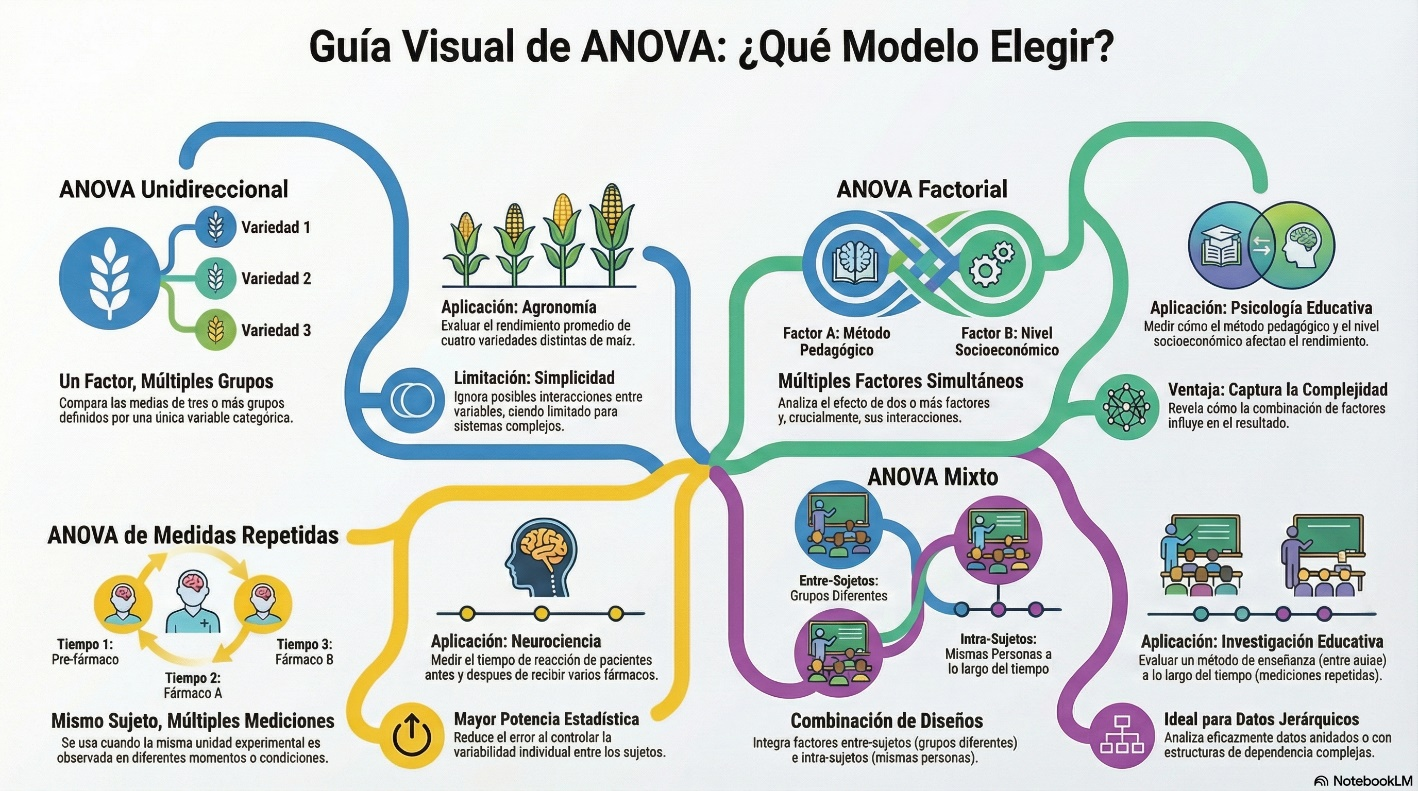 Guía Visual de ANOVA: ¿Qué Modelo Elegir?
ANOVA Unidireccional
Variedad 1
Variedad 2
Variedad 3
Un Factor, Múltiples Grupos
Compara las medias de tres o más grupos
definidos por una única variable categórica.
Aplicación: Agronomía
Evaluar el rendimiento promedio de
cuatro variedades distintas de maíz.
Limitación: Simplicidad
Ignora posibles interacciones entre
variables, ciendo limitado para
sistemas complejos.
ANOVA Factorial
Factor A: Método
Pedagógico
Factor B: Nivel
Socioeconómico
Múltiples Factores Simultáneos
Analiza el efecto de dos o más factores
y, crucialmente, sus interacciones.
Aplicación: Psicología Educativa
Medir cómo el método pedagógico y el nivel
socioeconómico afectan el rendimiento.
Ventaja: Captura la Complejidad
Revela cómo la combinación de factores
influye en el resultado.
ANOVA de Medidas Repetidas
Tiempo 1:
Pre-fármaco
Tiempo 2:
Fármaco A
Tiempo 3:
Fármaco B
Mismo Sujeto, Múltiples Mediciones
Se usa cuando la misma unidad experimental es
observada en diferentes momentos o condiciones.
Aplicación: Neurociencia
Medir el tiempo de reacción de pacientes
antes y despues de recibir varios fármacos.
Mayor Potencia Estadística
Reduce el error al controlar la
variabilidad individual entre los sujetos.
ANOVA Mixto
Entre-Sujetos:
Grupos Diferentes
Intra-Sujetos:
Mismas Personas a
lo largo del tiempo
Combinación de Diseños
Integra factores entre-sujetos (grupos diferentes)
e intra-sujetos (mismas personas).
Aplicación: Investigación Educativa
Evaluar un método de enseñanza (entre auiae)
a lo largo del tiempo (mediciones repetidas).
Ideal para Datos Jerárquicos
Analiza eficazmente datos anidados o con
estructuras de dependencia complejas.
NotebookLM